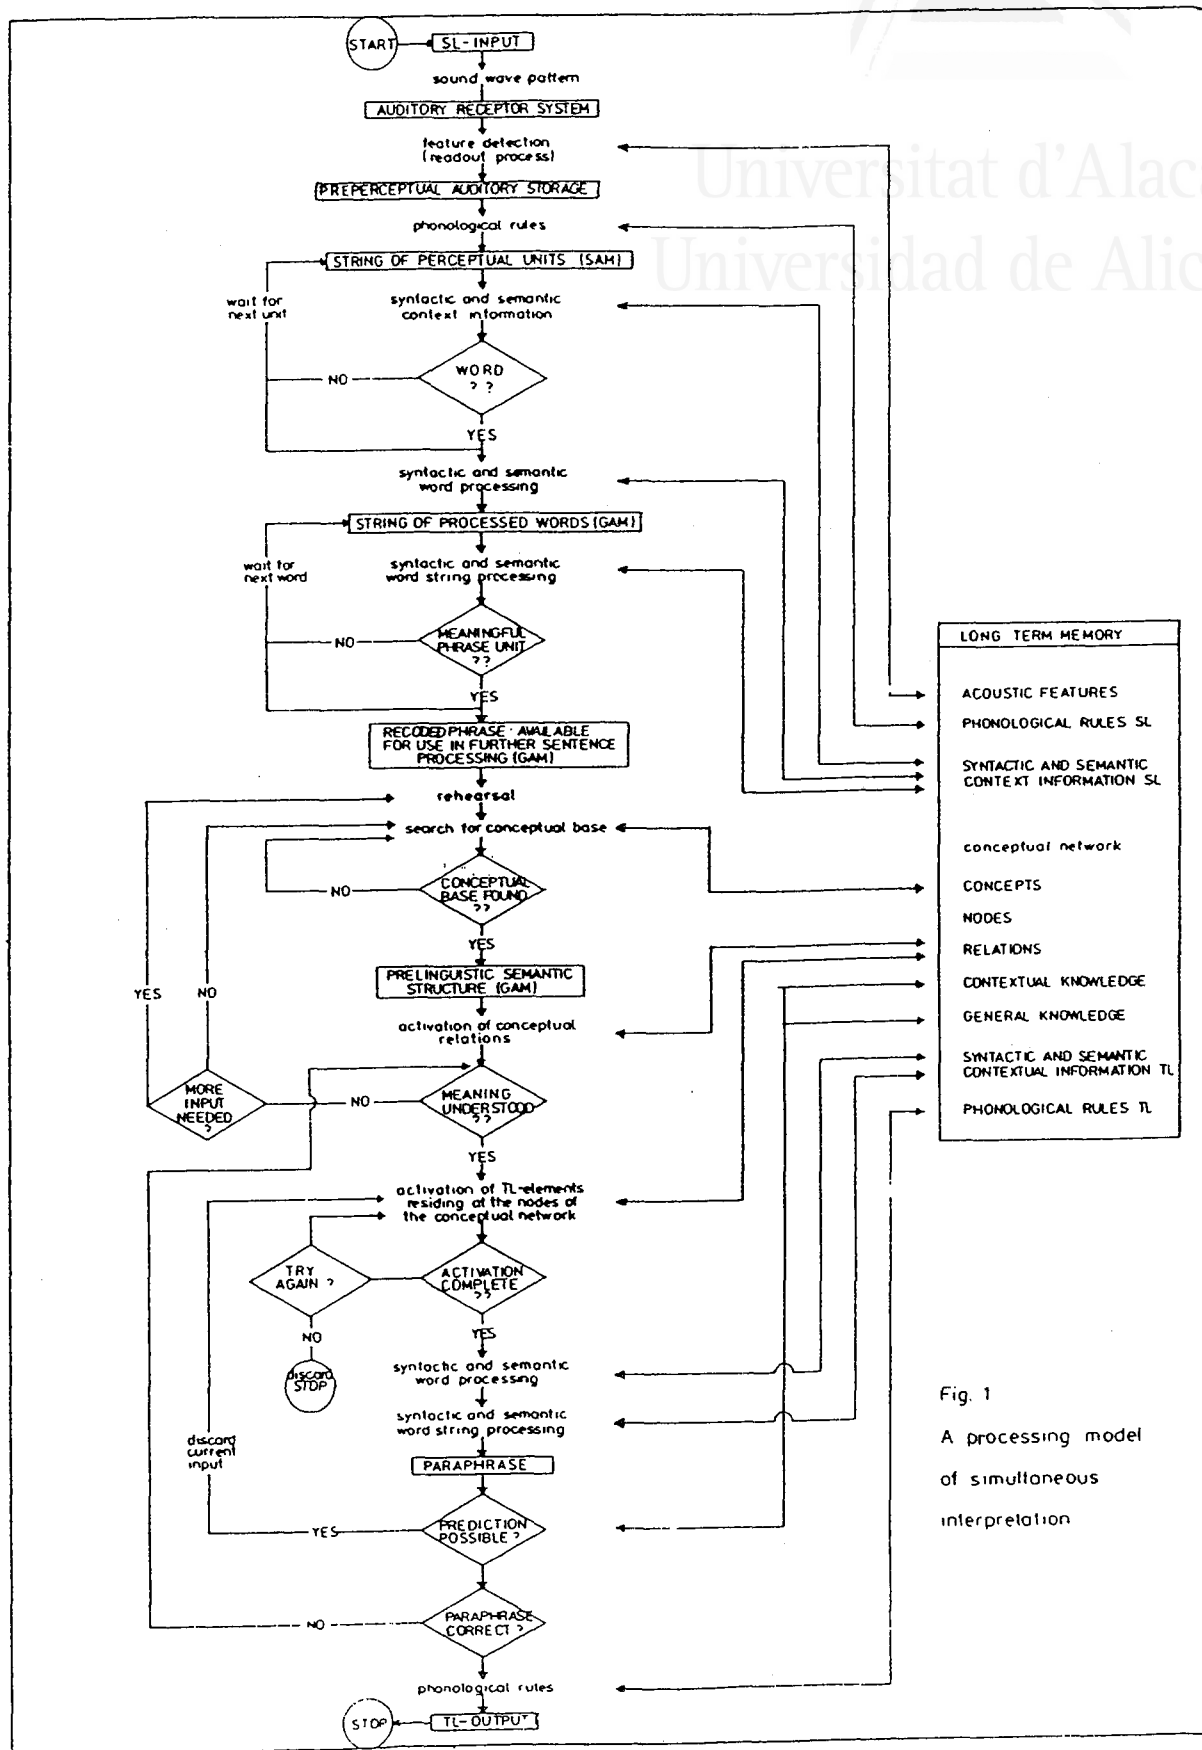 START
SL-INPUT
sound wave pattern
AUDITORY RECEPTOR SYSTEM
feature detection
(readout process)
PREPERCEPTUAL AUDITORY STORAGE
phonological rules
STRING OF PERCEPTUAL UNITS (SAM)
wait for
next unit
syntactic and semantic
context information
WORD
? ?
NO
YES
syntactic and semantic
word processing
STRING OF PROCESSED WORDS (GAM)
wait for
next word
syntactic and semantic
word string processing
MEANINGFUL
PHRASE UNIT
??
NO
YES
RECODED PHRASE · AVAILABLE
FOR USE IN FURTHER SENTENCE
PROCESSING (GAM)
rehearsal
search for conceptual base
CONCEPTUAL
BASE FOUND
??
NO
YES
PRELINGUISTIC SEMANTIC
STRUCTURE (GAM)
YES
NO
activation of conceptual
relations
MORE
INPUT
NEEDED
?
NO
MEANING
UNDERSTOOD
??
YES
activation of TL-elements
residing at the nodes of
the conceptual network
TRY
AGAIN ?
ACTIVATION
COMPLETE
??
NO
YES
discard
STOP
syntactic and semantic
word processing
syntactic and semantic
word string processing
discard
current
input
PARAPHRASE
YES
PREDICTION
POSSIBLE ?
NO
PARAPHRASE
CORRECT ?
phonological rules
STOP
TL-OUTPUT
LONG TERM MEMORY
ACOUSTIC FEATURES
PHONOLOGICAL RULES SL
SYNTACTIC AND SEMANTIC
CONTEXT INFORMATION SL
conceptual network
CONCEPTS
NODES
RELATIONS
CONTEXTUAL KNOWLEDGE
GENERAL KNOWLEDGE
SYNTACTIC AND SEMANTIC
CONTEXTUAL INFORMATION TL
PHONOLOGICAL RULES TL
Fig. 1
A processing model
of simultaneous
interpretation
Universitat d'Alac
Universidad de Alic